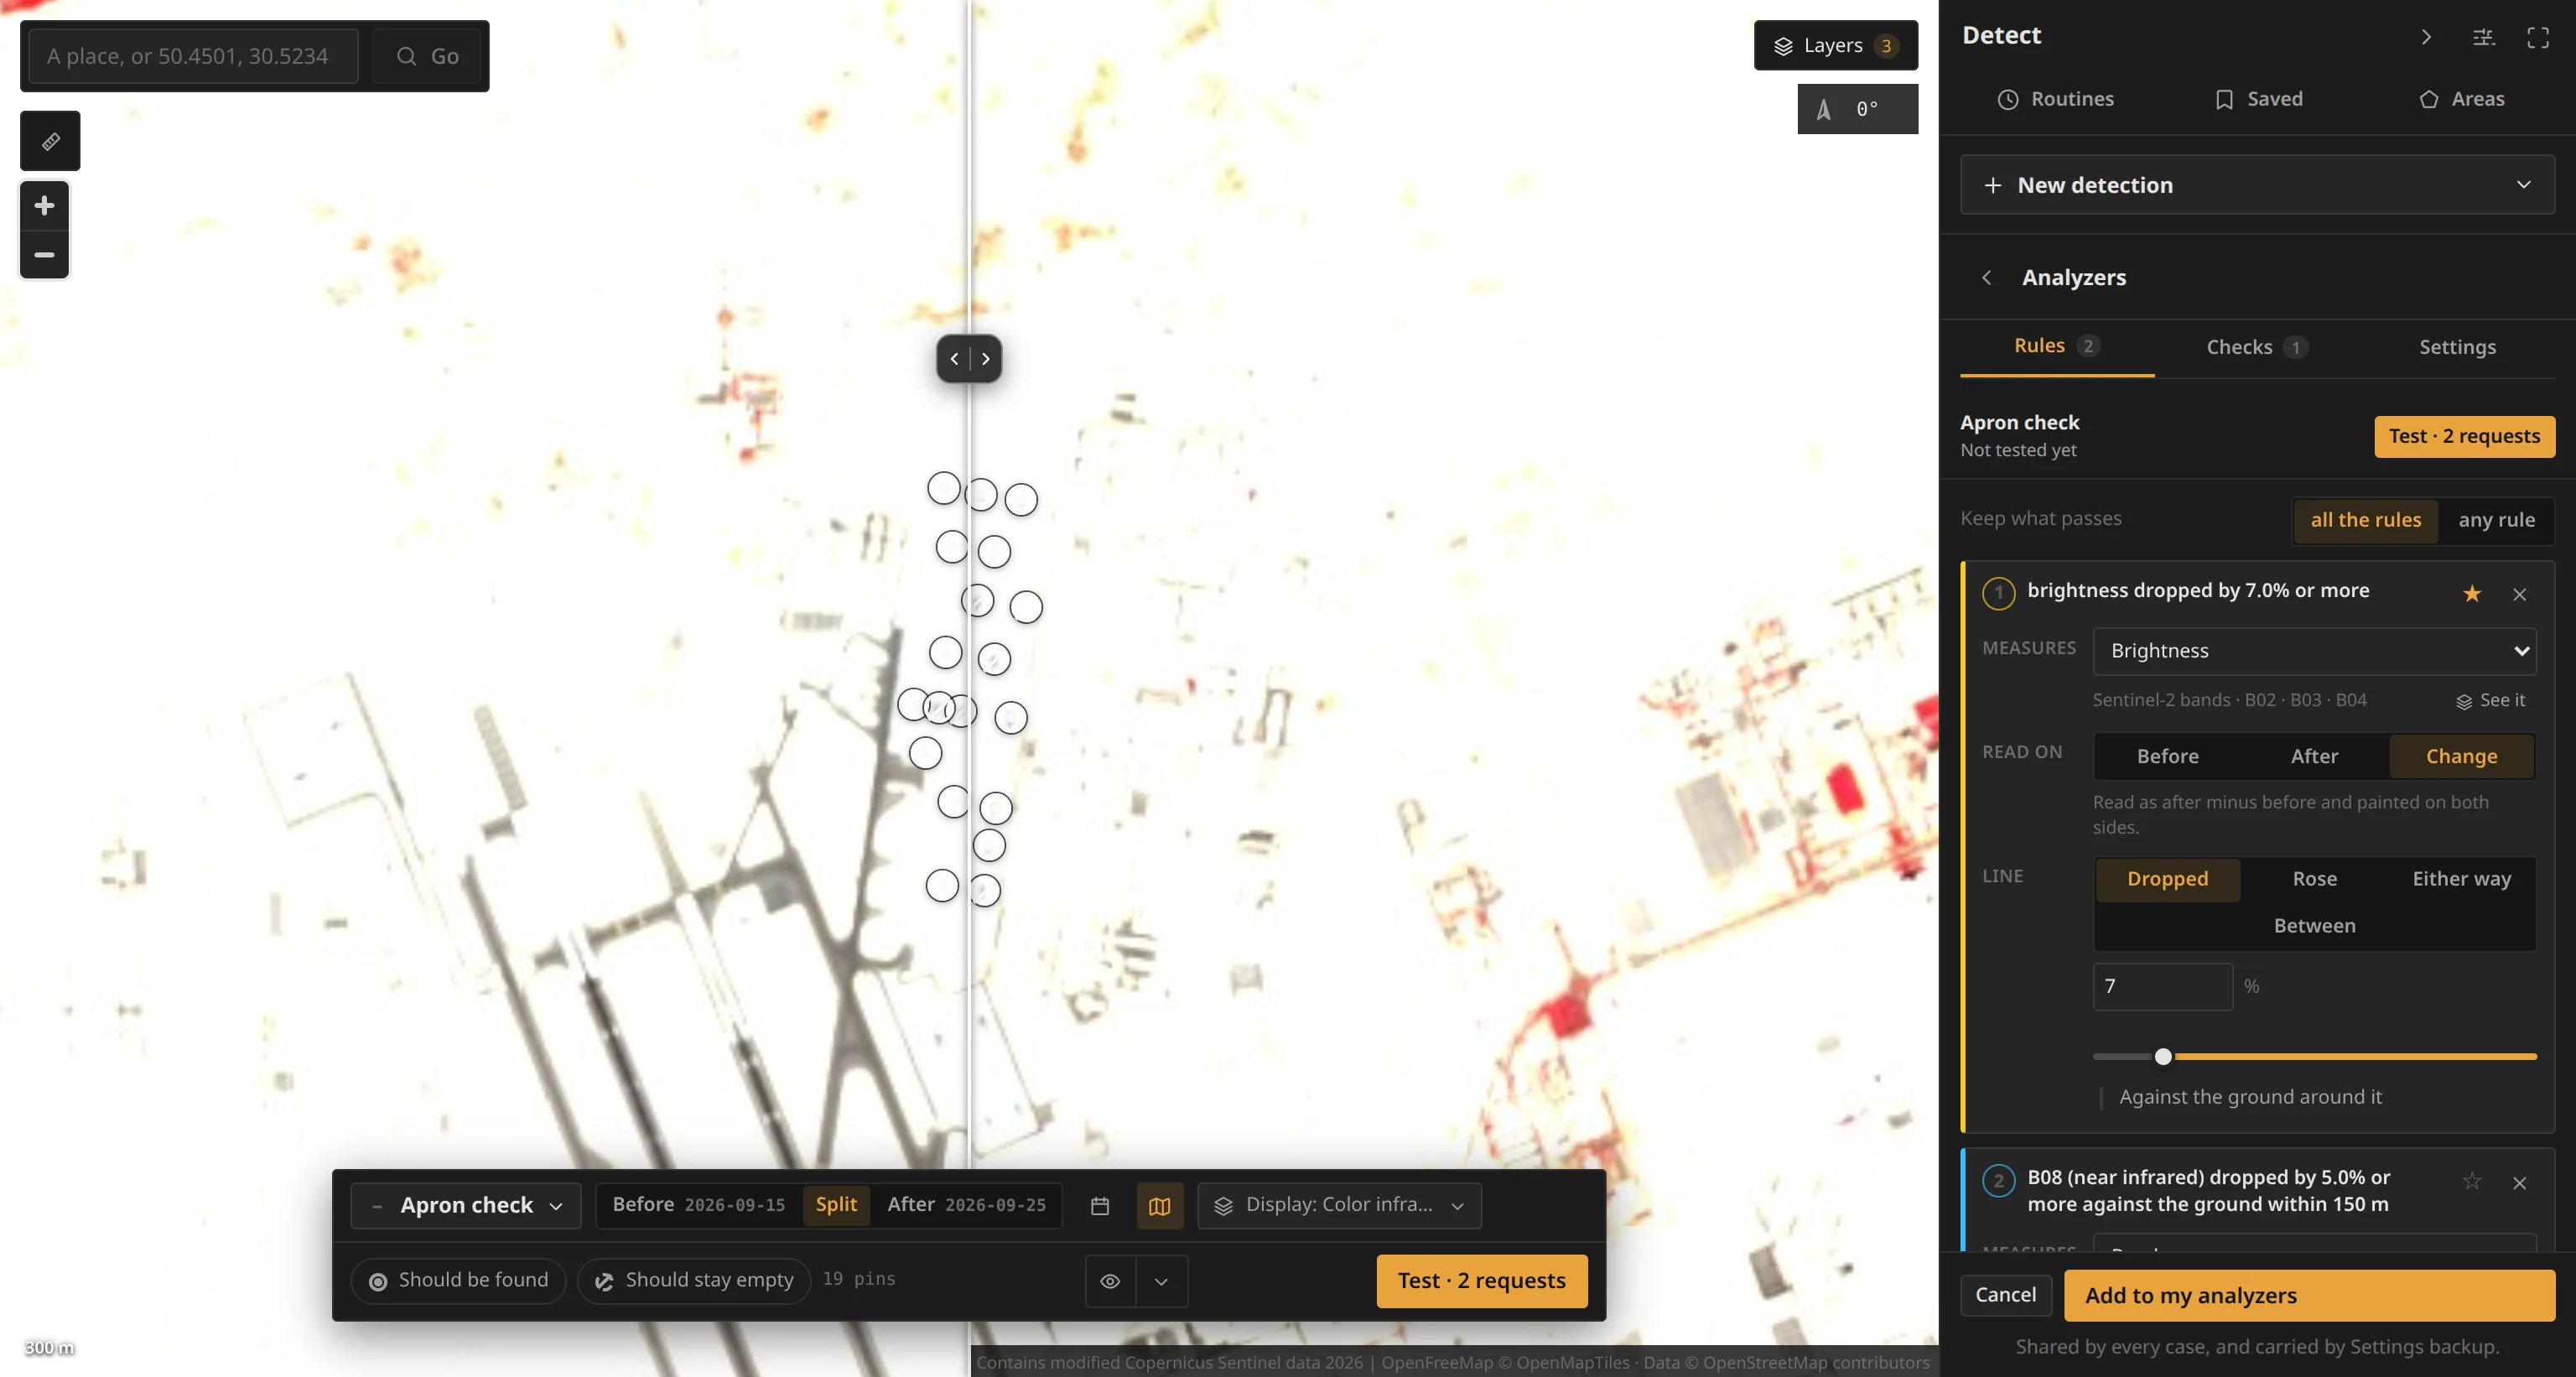 A place, or 50.4501, 30.5234
Go
Layers 3
0°
300 m
Apron check
Before 2026-09-15 Split After 2026-09-25
Display: Color infra...
Should be found
Should stay empty
19 pins
Test · 2 requests
Contains modified Copernicus Sentinel data 2026 | OpenFreeMap © OpenMapTiles · Data © OpenStreetMap contributors
Detect
Routines
Saved
Areas
New detection
Analyzers
Rules 2
Checks 1
Settings
Apron check
Not tested yet
Test · 2 requests
Keep what passes
all the rules
any rule
1 brightness dropped by 7.0% or more
MEASURES
Brightness
Sentinel-2 bands · B02 · B03 · B04
See it
READ ON
Before
After
Change
Read as after minus before and painted on both
sides.
LINE
Dropped
Rose
Either way
Between
7 %
Against the ground around it
2 B08 (near infrared) dropped by 5.0% or
more against the ground within 150 m
MEASURES
Cancel
Add to my analyzers
Shared by every case, and carried by Settings backup.